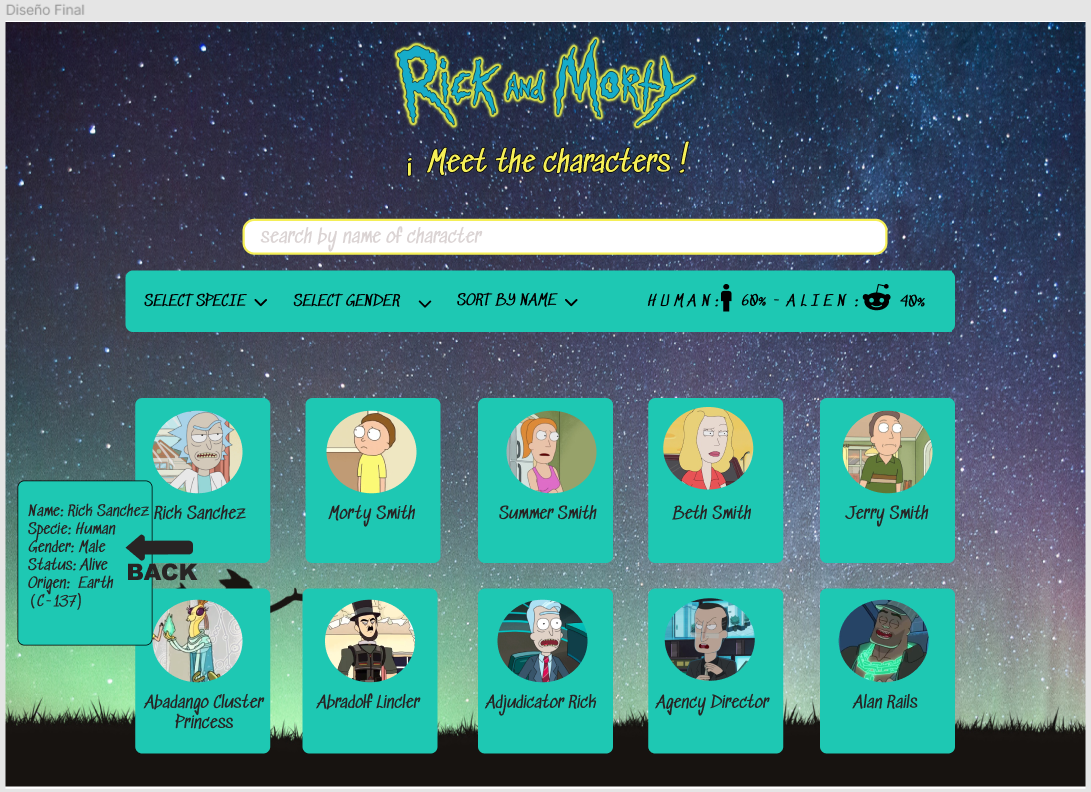 Diseño Final
Rick and Morty
¡ Meet the characters !
search by name of character
SELECT SPECIE
SELECT GENDER
SORT BY NAME
HUMAN: 60% - ALIEN : 40%
Rick Sanchez
Morty Smith
Summer Smith
Beth Smith
Jerry Smith
Name: Rick Sanchez
Specie: Human
Gender: Male
Status: Alive
Origen: Earth
(C-137)
BACK
Abadango Cluster
Princess
Abradolf Lincler
Adjudicator Rick
Agency Director
Alan Rails